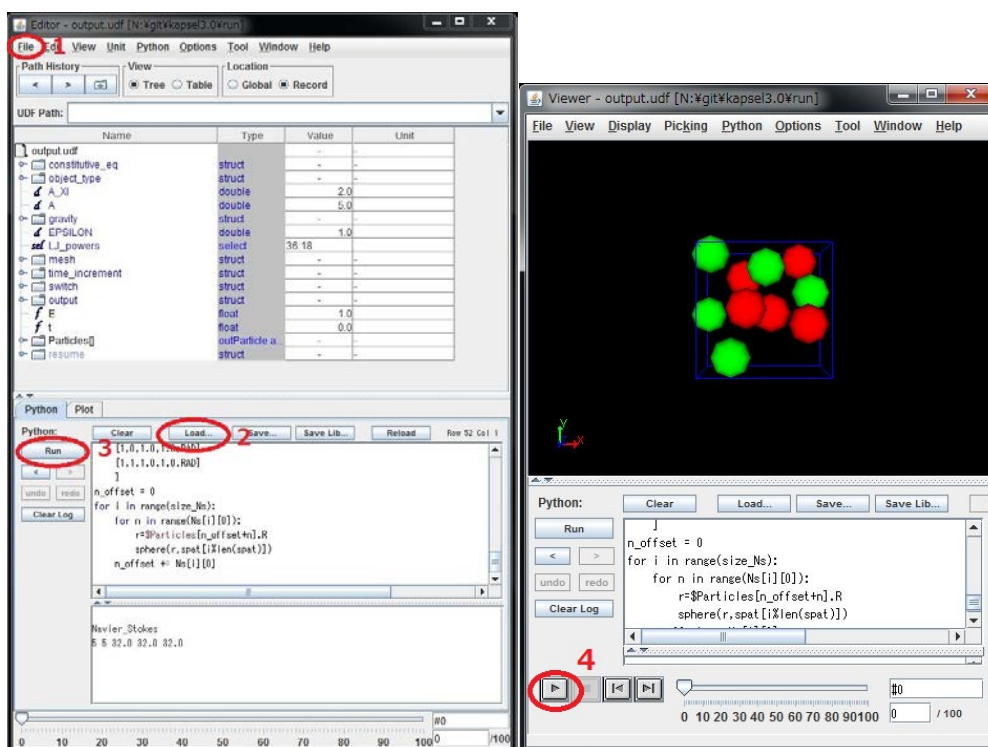 Editor - output.udf [N:¥git¥kapsel3.0¥run]
File Edit View Unit Python Options Tool Window Help
1
Path History View Location
< > Tree Table Global Record
UDF Path:
Name Type Value Unit
output.udf - -
constitutive_eq struct - -
object_type struct - -
A_XI double 2.0
A double 5.0
gravity struct - -
EPSILON double 1.0
sel LJ_powers select 36:18
mesh struct - -
time_increment struct - -
switch struct - -
output struct - -
f E float 1.0
f t float 0.0
Particles[] outParticle a... - -
resume struct - -
Python Plot
Python: Clear Load... Save... Save Lib... Reload Row 52 Col 1
2
Run
3
< >
undo redo
Clear Log
[1,1,1.0,1.0,RAD]
]
n_offset = 0
for i in range(size_Ns):
for n in range(Ns[i][0]):
r=$Particles[n_offset+n].R
sphere(r,spat[i%len(spat)])
n_offset += Ns[i][0]
Navier_Stokes
5 5 32.0 32.0 32.0
#0
0 10 20 30 40 50 60 70 80 90 100
0 /100
Viewer - output.udf [N:¥git¥kapsel3.0¥run]
File View Display Picking Python Options Tool Window Help
Y
X
Python: Clear Load... Save... Save Lib...
Run
< >
undo redo
Clear Log
]
n_offset = 0
for i in range(size_Ns):
for n in range(Ns[i][0]):
r=$Particles[n_offset+n].R
sphere(r,spat[i%len(spat)])
4
#0
0 10 20 30 40 50 60 70 80 90100
0 / 100